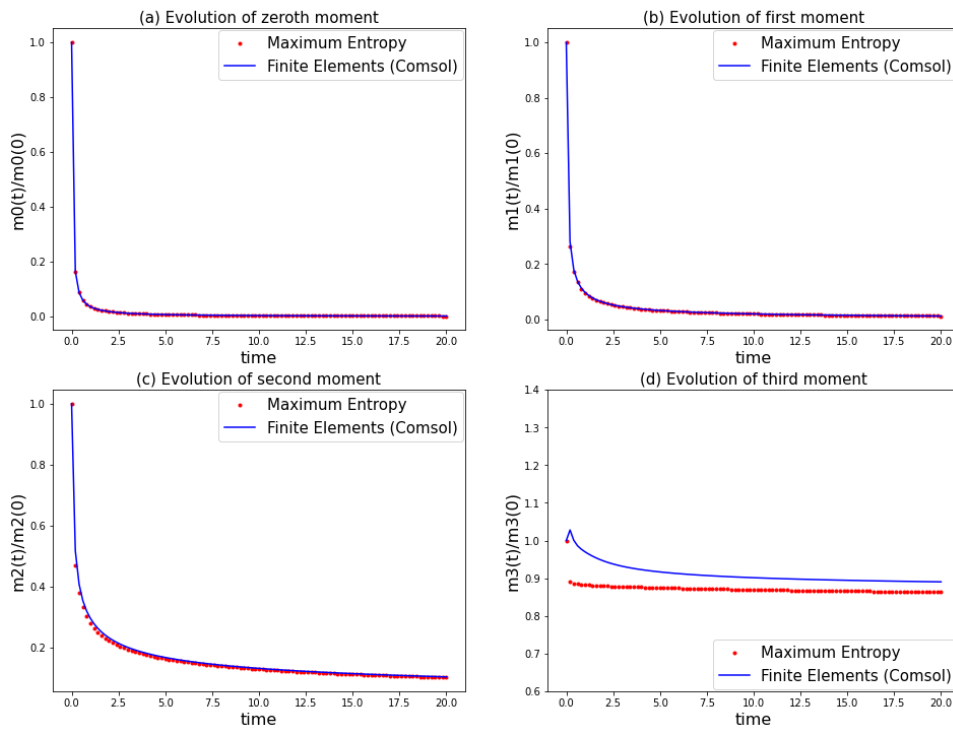 (a) Evolution of zeroth moment
Maximum Entropy
Finite Elements (Comsol)
m0(t)/m0(0)
1.0
0.8
0.6
0.4
0.2
0.0
0.0 2.5 5.0 7.5 10.0 12.5 15.0 17.5 20.0
time
(b) Evolution of first moment
Maximum Entropy
Finite Elements (Comsol)
m1(t)/m1(0)
1.0
0.8
0.6
0.4
0.2
0.0
0.0 2.5 5.0 7.5 10.0 12.5 15.0 17.5 20.0
time
(c) Evolution of second moment
Maximum Entropy
Finite Elements (Comsol)
m2(t)/m2(0)
1.0
0.8
0.6
0.4
0.2
0.0 2.5 5.0 7.5 10.0 12.5 15.0 17.5 20.0
time
(d) Evolution of third moment
m3(t)/m3(0)
1.4
1.3
1.2
1.1
1.0
0.9
0.8
0.7
0.6
Maximum Entropy
Finite Elements (Comsol)
0.0 2.5 5.0 7.5 10.0 12.5 15.0 17.5 20.0
time